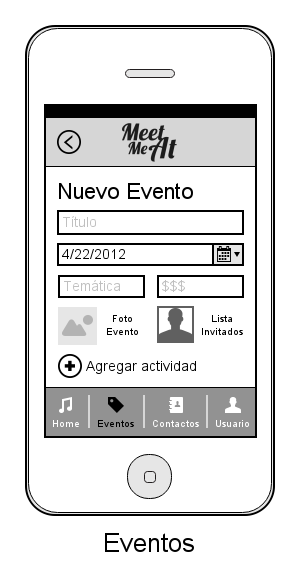 Meet
Me At
Nuevo Evento
Título
4/22/2012
Temática $$$
Foto Evento Lista Invitados
Agregar actividad
Home Eventos Contactos Usuario
Eventos